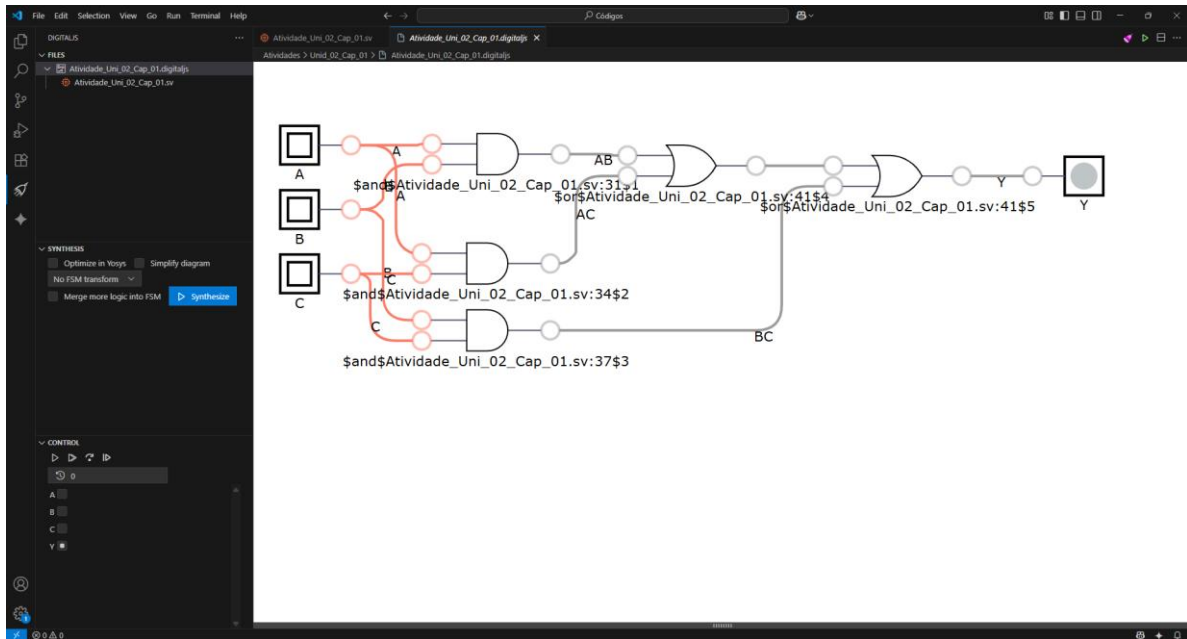 File Edit Selection View Go Run Terminal Help
Códigos
DIGITALJS
FILES
Atividade_Uni_02_Cap_01.digitaljs
Atividade_Uni_02_Cap_01.sv
SYNTHESIS
Optimize in Yosys Simplify diagram
No FSM transform
Merge more logic into FSM Synthesize
CONTROL
0
A
B
C
Y
Atividade_Uni_02_Cap_01.sv Atividade_Uni_02_Cap_01.digitaljs
Atividades > Unid_02_Cap_01 > Atividade_Uni_02_Cap_01.digitaljs
A
A
AB
$and$Atividade_Uni_02_Cap_01.sv:31$1
B
A
$or$Atividade_Uni_02_Cap_01.sv:41$4
$or$Atividade_Uni_02_Cap_01.sv:41$5
Y
Y
AC
B
B
C
$and$Atividade_Uni_02_Cap_01.sv:34$2
C
C
BC
$and$Atividade_Uni_02_Cap_01.sv:37$3
0 0